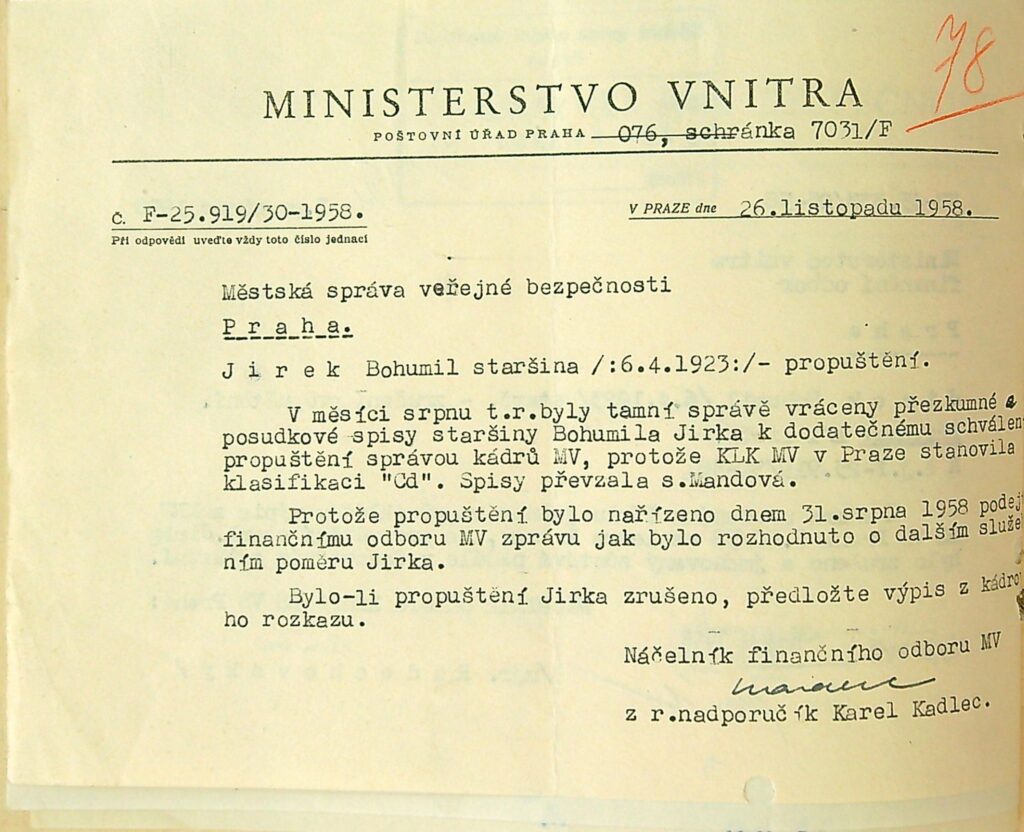 78
MINISTERSTVO VNITRA
POŠTOVNÍ ÚŘAD PRAHA 076, schránka 7031/F
Č. F-25.919/30-1958.
V PRAZE dne 26.listopadu 1958.
Při odpovědi uveďte vždy toto číslo jednací
Městská správa veřejné bezpečnosti
P r a h a.
J i r e k Bohumil staršina /:6.4.1923:/- propuštění.
V měsíci srpnu t.r.byly tamní správě vráceny přezkumné a
posudkové spisy staršiny Bohumila Jirka k dodatečnému schválen
propuštění správou kádrů MV, protože KLK MV v Praze stanovila
klasifikaci "Cd". Spisy převzala s.Mandová.
Protože propuštění bylo nařízeno dnem 31.srpna 1958 podej
finančnímu odboru MV zprávu jak bylo rozhodnuto o dalším služe
ním poměru Jirka.
Bylo-li propuštění Jirka zrušeno, předložte výpis z kádro
ho rozkazu.
Náčelník finančního odboru MV
z r.nadporučík Karel Kadlec.